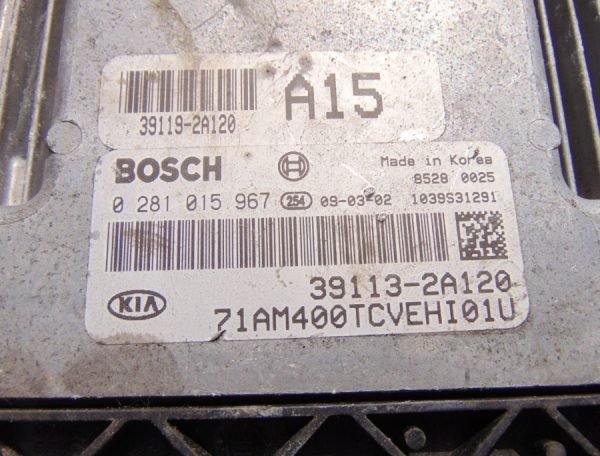 39119-2A120
A15
BOSCH
Made in Korea
8528 0025
0 281 015 967 254 09-03-02 1039S31291
39113-2A120
KIA
71AM400TCVEHI01U